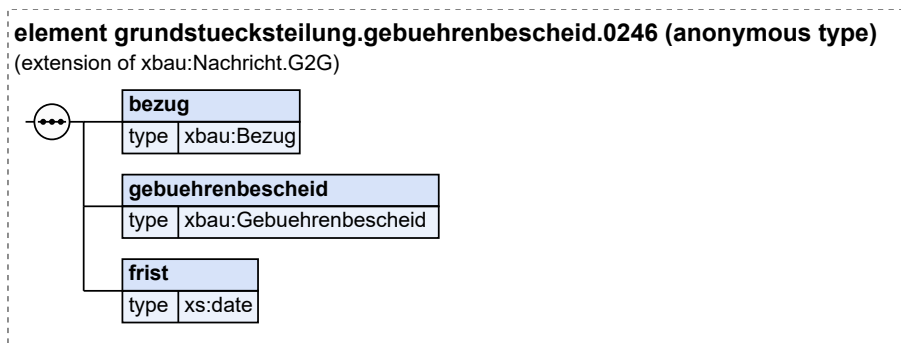 element grundstuecksteilung.gebuehrenbescheid.0246 (anonymous type)
(extension of xbau:Nachricht.G2G)
bezug
type xbau:Bezug
gebuehrenbescheid
type xbau:Gebuehrenbescheid
frist
type xs:date